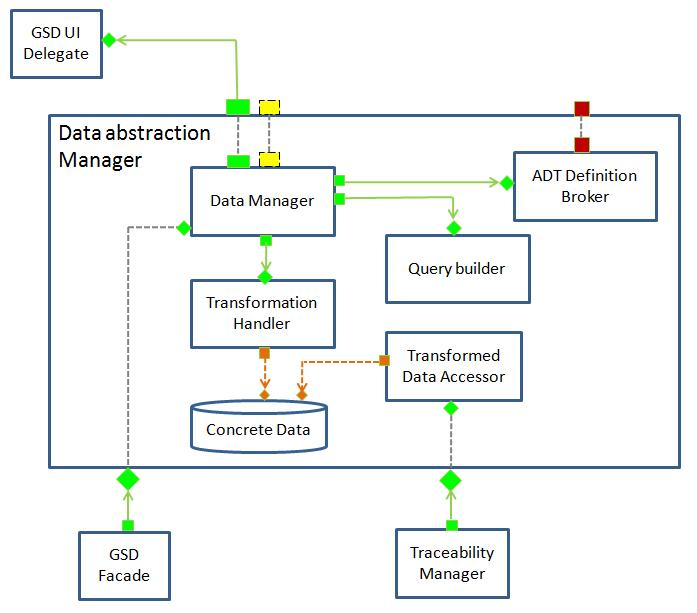 GSD UI
Delegate
Data abstraction
Manager
Data Manager
ADT Definition
Broker
Query builder
Transformation
Handler
Transformed
Data Accessor
Concrete Data
GSD
Facade
Traceability
Manager